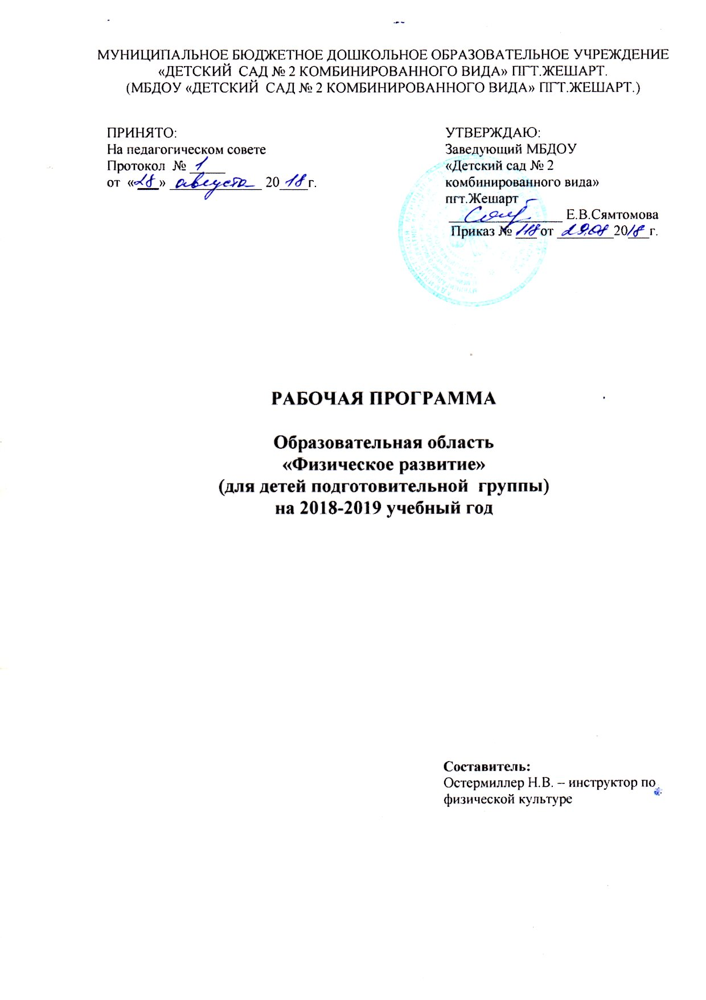 МУНИЦИПАЛЬНОЕ БЮДЖЕТНОЕ ДОШКОЛЬНОЕ ОБРАЗОВАТЕЛЬНОЕ УЧРЕЖДЕНИЕ
«ДЕТСКИЙ САД № 2 КОМБИНИРОВАННОГО ВИДА» ПГТ.ЖЕШАРТ.
(МБДОУ «ДЕТСКИЙ САД № 2 КОМБИНИРОВАННОГО ВИДА» ПГТ.ЖЕШАРТ.)
ПРИНЯТО:
На педагогическом совете
Протокол № 1
от «28» августа 2018г.
УТВЕРЖДАЮ:
Заведующий МБДОУ
«Детский сад № 2
комбинированного вида»
пгт.Жешарт
Е.В.Сямтомова
Приказ № 118 от 29.08 2018г.
РАБОЧАЯ ПРОГРАММА
Образовательная область
«Физическое развитие»
(для детей подготовительной группы)
на 2018-2019 учебный год
Составитель:
Остермиллер Н.В. – инструктор по
физической культуре